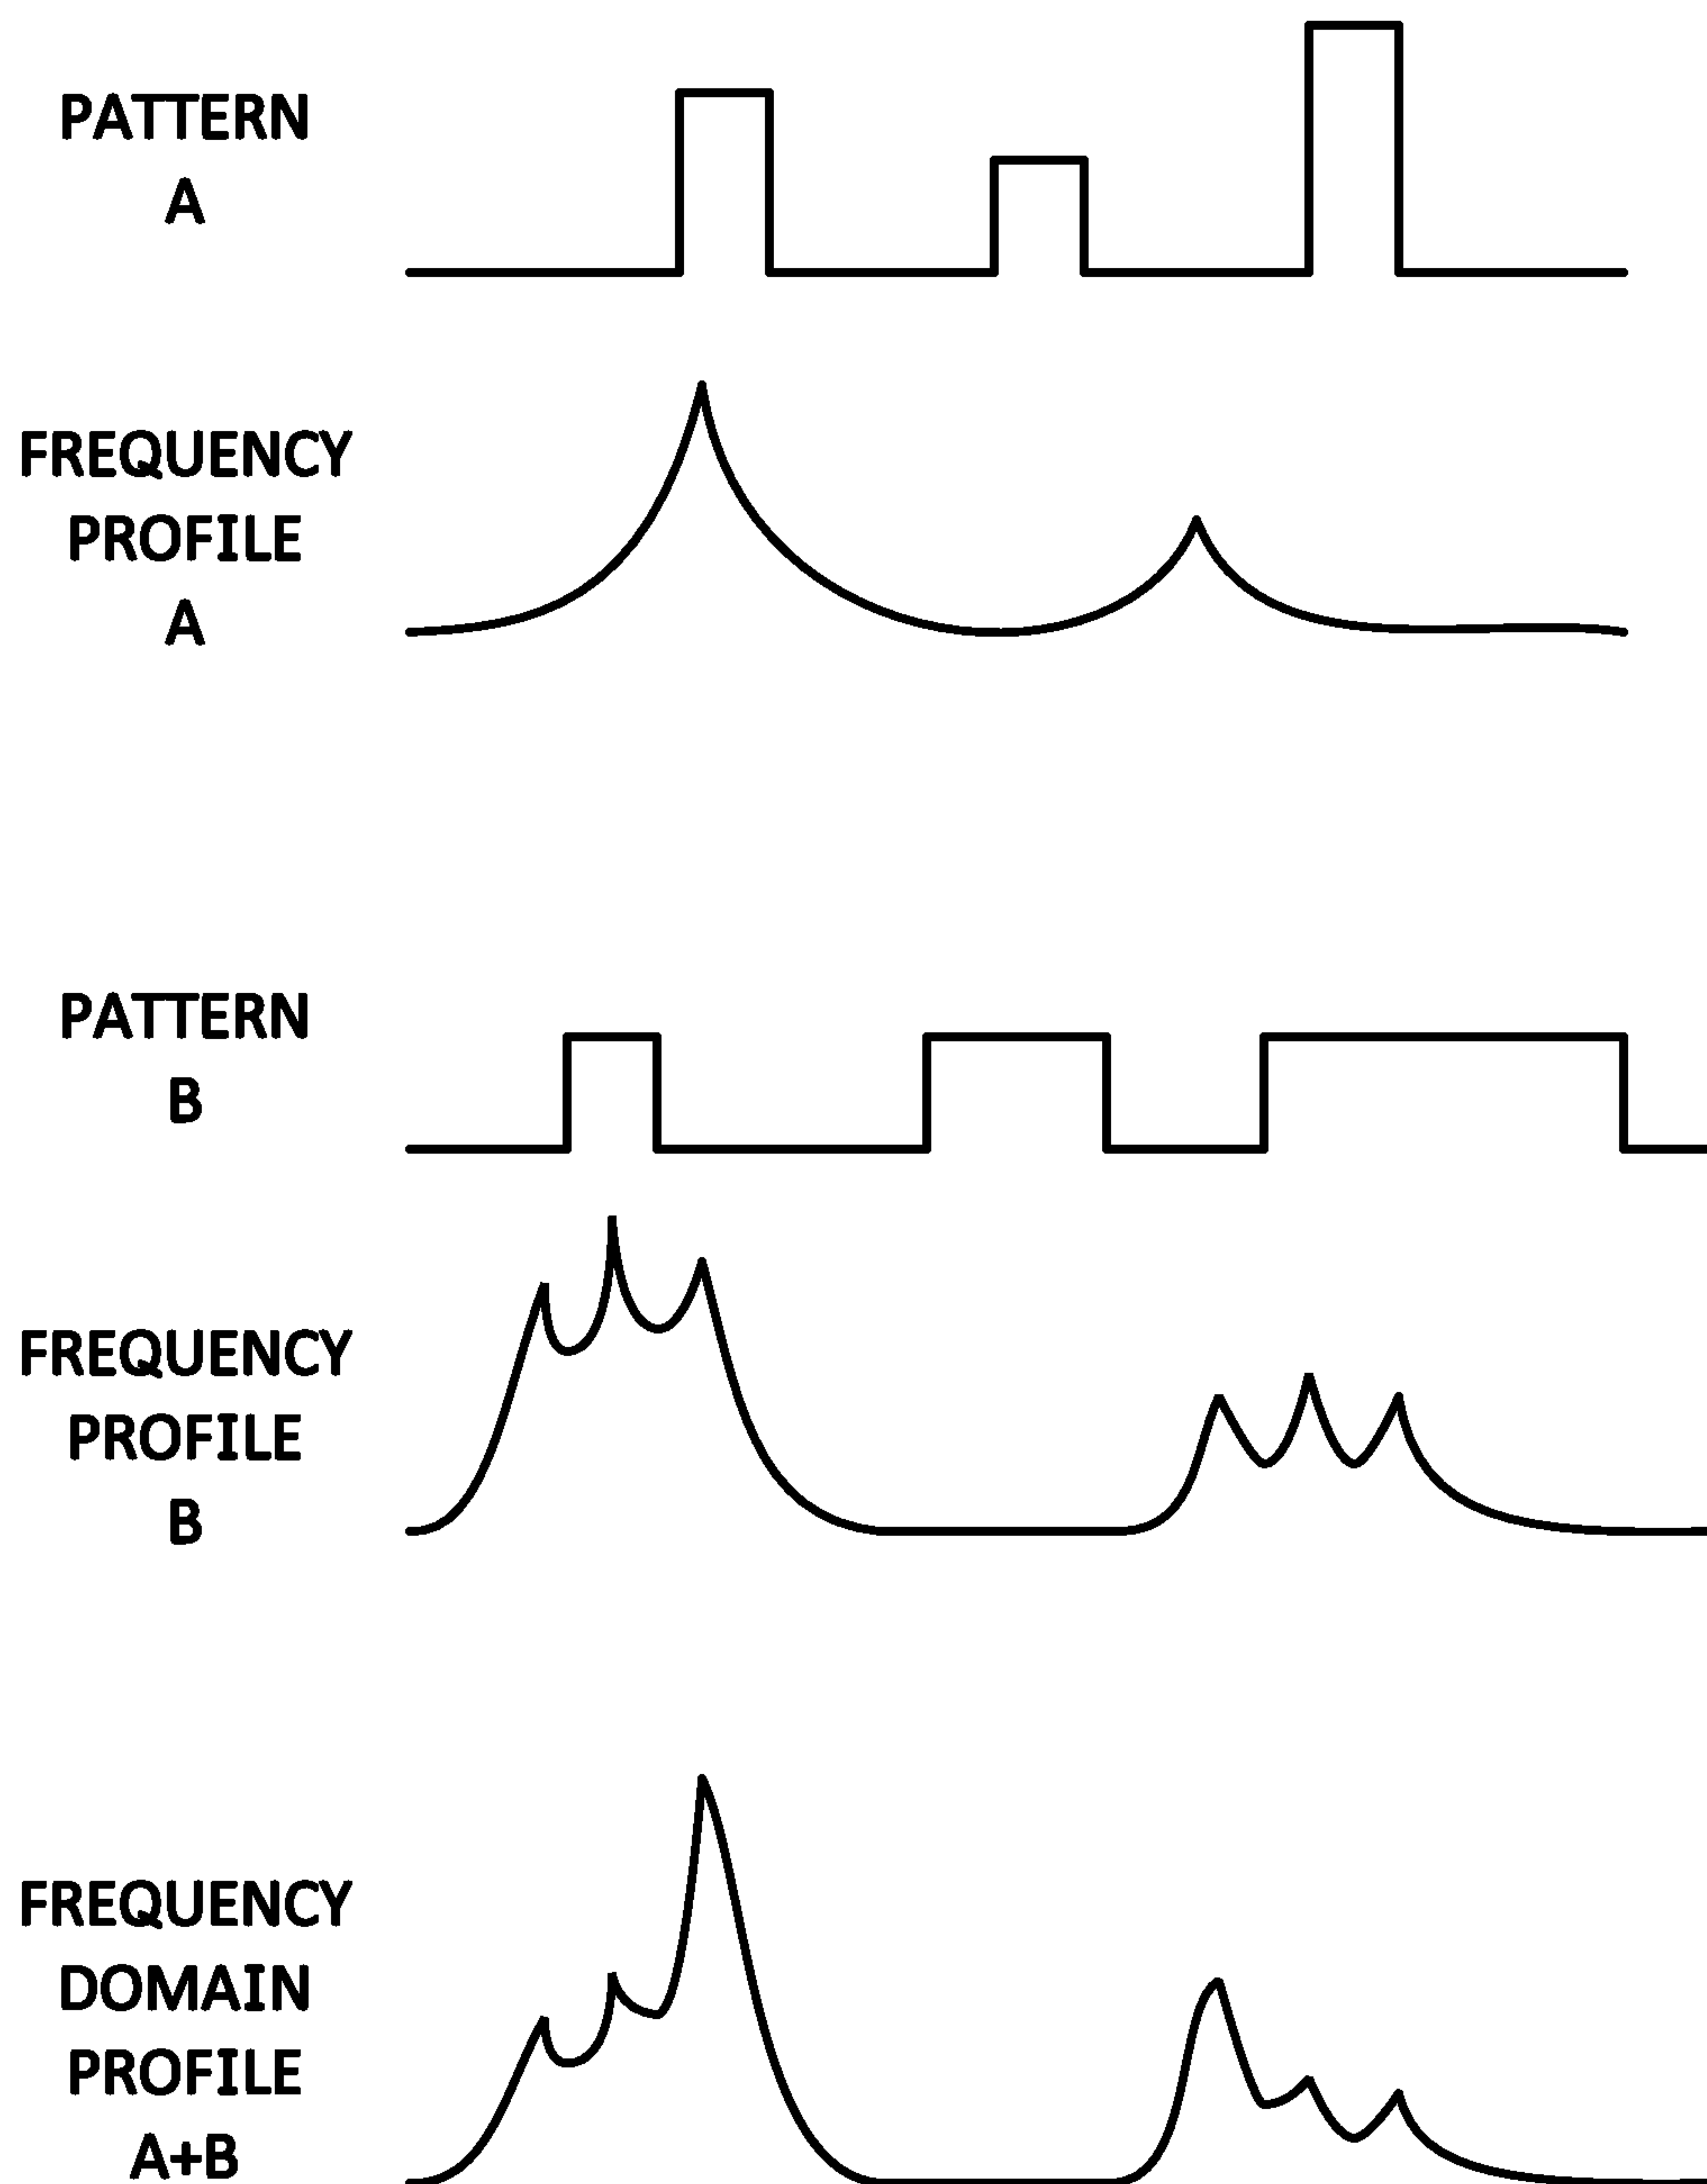 PATTERN
A
FREQUENCY
PROFILE
A
PATTERN
B
FREQUENCY
PROFILE
B
FREQUENCY
DOMAIN
PROFILE
A+B